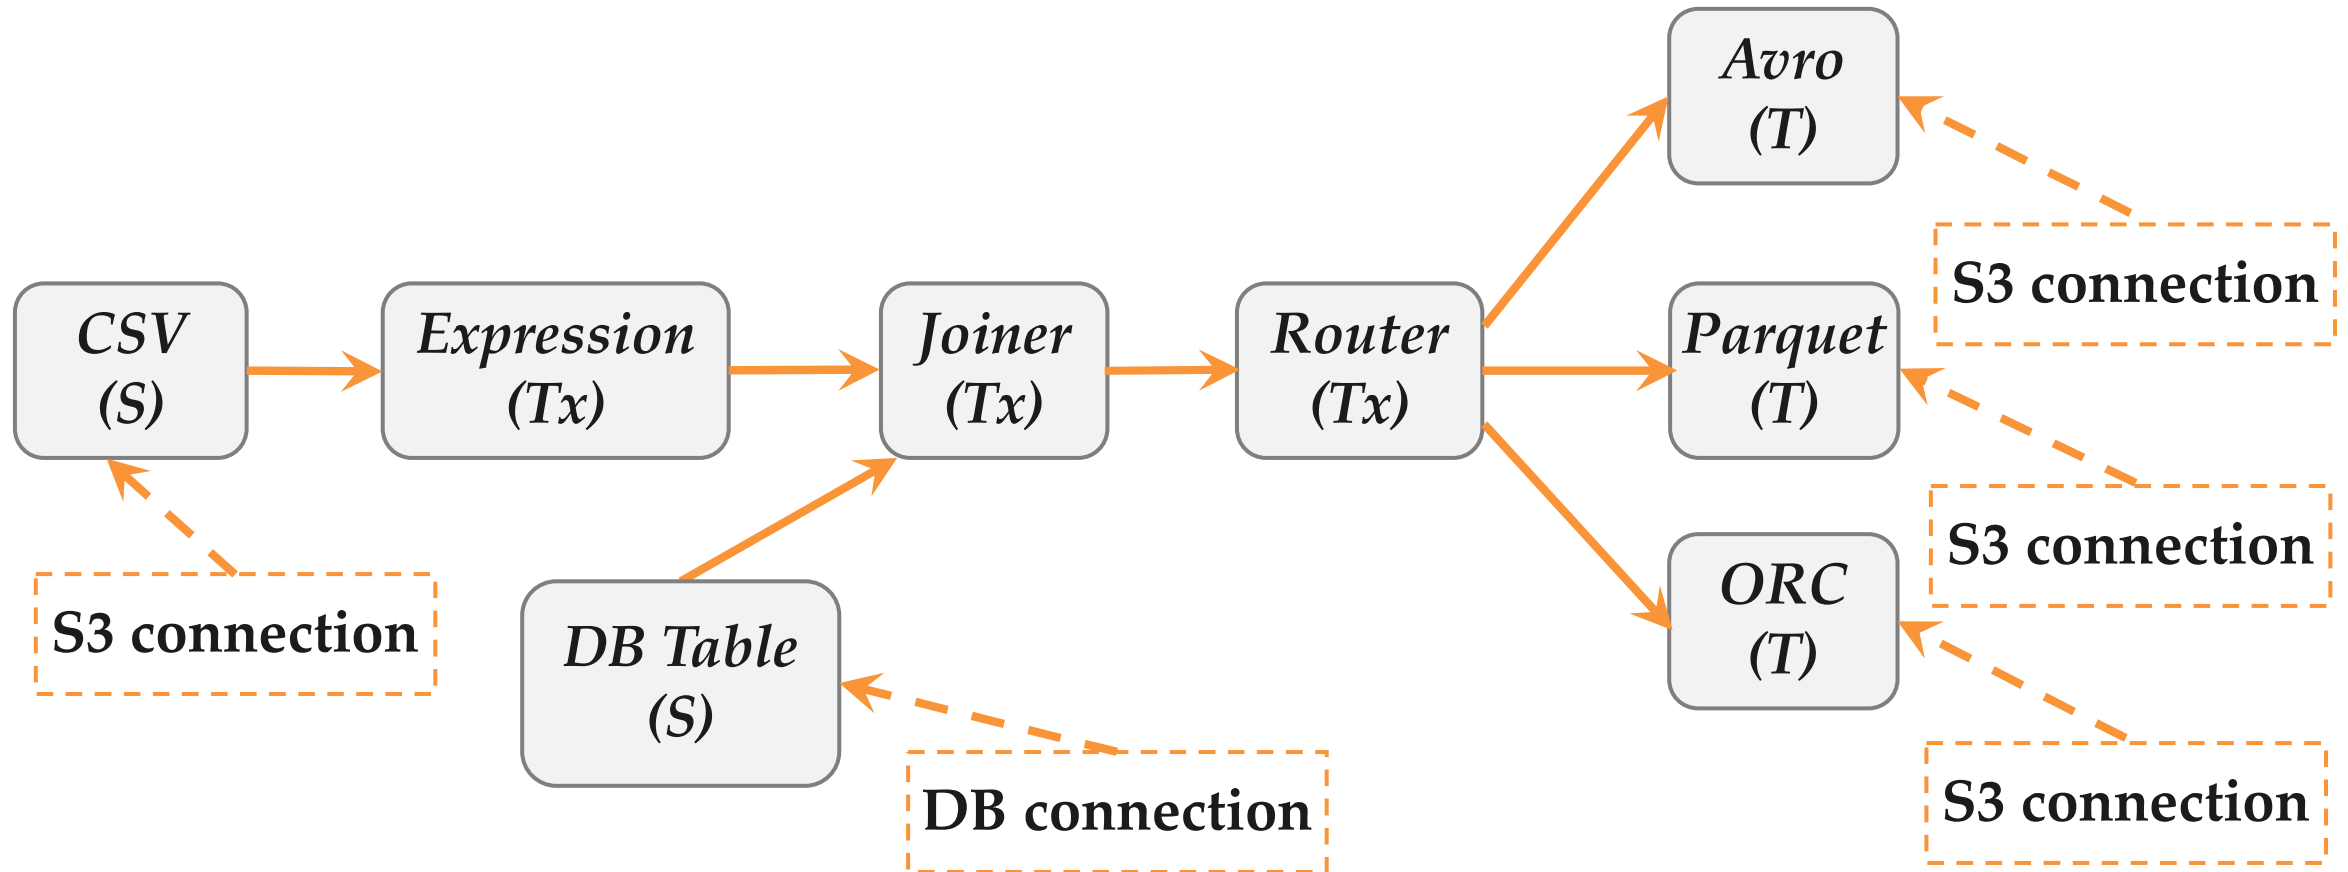 Avro
(T)
S3 connection
CSV
(S)
Expression
(Tx)
Joiner
(Tx)
Router
(Tx)
Parquet
(T)
S3 connection
S3 connection
DB Table
(S)
DB connection
ORC
(T)
S3 connection